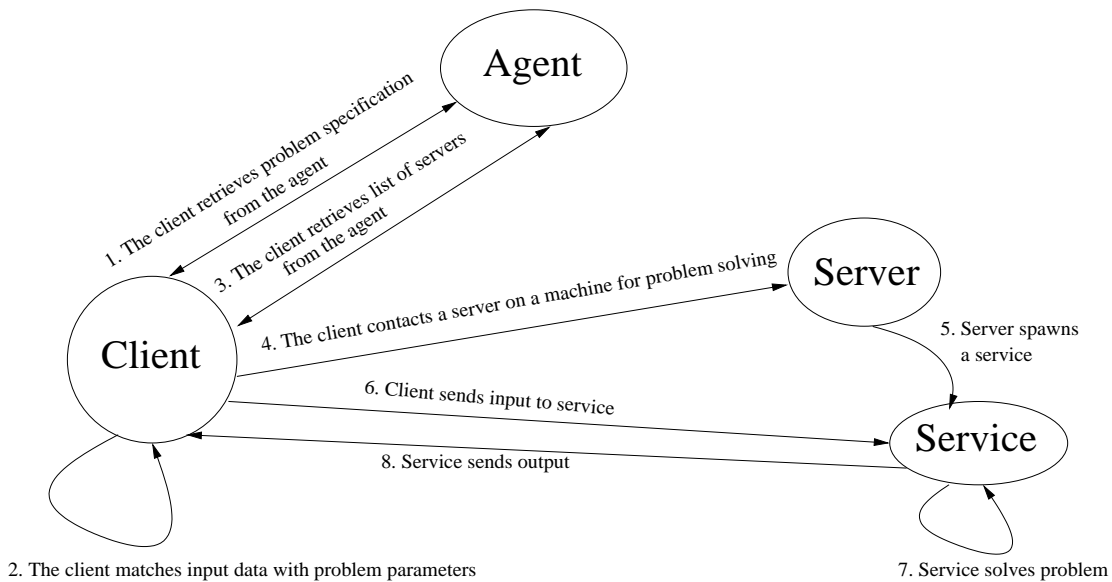 Agent
1. The client retrieves problem specification
from the agent
3. The client retrieves list of servers
from the agent
Server
4. The client contacts a server on a machine for problem solving
Client
5. Server spawns
a service
6. Client sends input to service
Service
8. Service sends output
2. The client matches input data with problem parameters
7. Service solves problem